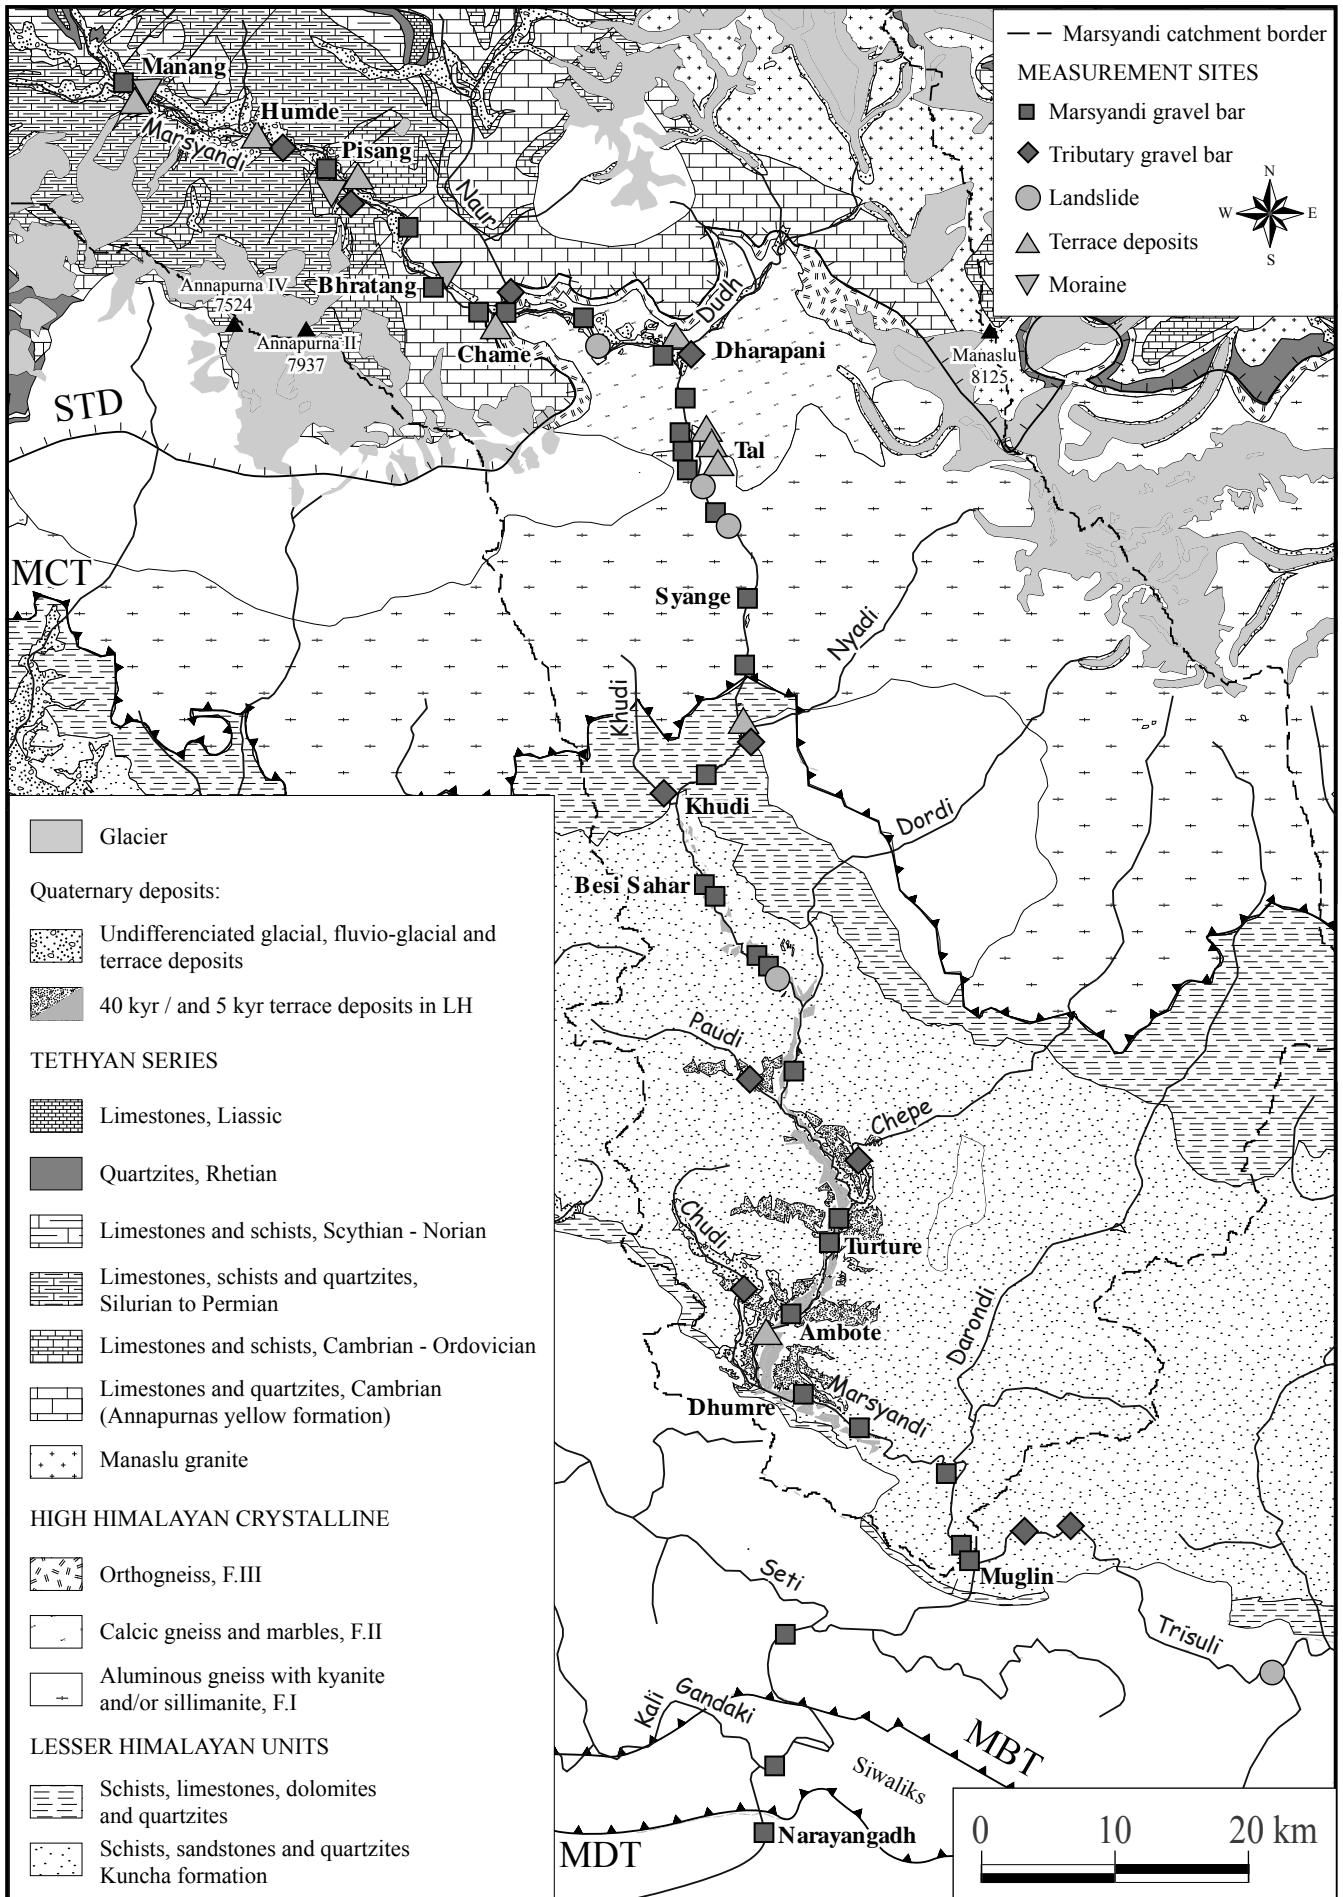 Marsyandi catchment border
MEASUREMENT SITES
Marsyandi gravel bar
Tributary gravel bar
Landslide
Terrace deposits
Moraine
N
W
E
S
Manang
Humde
Marsyandi
Pisang
Naur
Annapurna IV
7524
Bhratang
Annapurna II
7937
Chame
Dudh
Dharapani
Manaslu
8125
STD
Tal
MCT
Syange
Nyadi
Khudi
Khudi
Dordi
Besi Sahar
Paudi
Chepe
Chudi
Turture
Darondi
Ambote
Dhumre
Marsyandi
Muglin
Seti
Trisuli
Kali
Gandaki
MBT
Siwaliks
MDT
Narayangadh
0
10
20 km
Glacier
Quaternary deposits:
Undifferenciated glacial, fluvio-glacial and
terrace deposits
40 kyr / and 5 kyr terrace deposits in LH
TETHYAN SERIES
Limestones, Liassic
Quartzites, Rhetian
Limestones and schists, Scythian - Norian
Limestones, schists and quartzites,
Silurian to Permian
Limestones and schists, Cambrian - Ordovician
Limestones and quartzites, Cambrian
(Annapurnas yellow formation)
Manaslu granite
HIGH HIMALAYAN CRYSTALLINE
Orthogneiss, F.III
Calcic gneiss and marbles, F.II
Aluminous gneiss with kyanite
and/or sillimanite, F.I
LESSER HIMALAYAN UNITS
Schists, limestones, dolomites
and quartzites
Schists, sandstones and quartzites
Kuncha formation